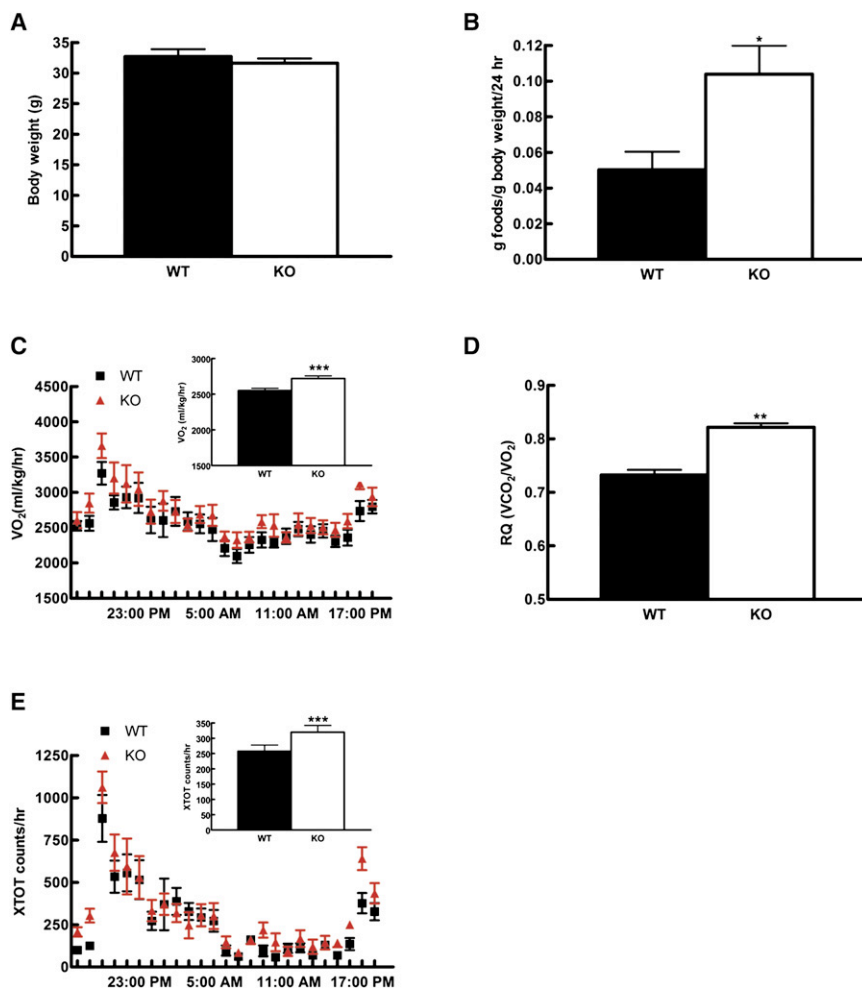 A
Body weight (g)
35
30
25
20
15
10
5
0
WT
KO
B
g foods/g body weight/24 hr
0.12
0.10
0.08
0.06
0.04
0.02
0.00
*
WT
KO
C
WT
KO
VO2(ml/kg/hr)
4500
4000
3500
3000
2500
2000
1500
23:00 PM 5:00 AM 11:00 AM 17:00 PM
VO2 (ml/kg/hr)
3000
2500
2000
1500
***
WT
KO
D
RQ (VCO2/VO2)
0.9
0.8
0.7
0.6
0.5
**
WT
KO
E
WT
KO
XTOT counts/hr
1250
1000
750
500
250
0
23:00 PM 5:00 AM 11:00 AM 17:00 PM
XTOT counts/hr
350
300
250
200
150
100
50
0
***
WT
KO